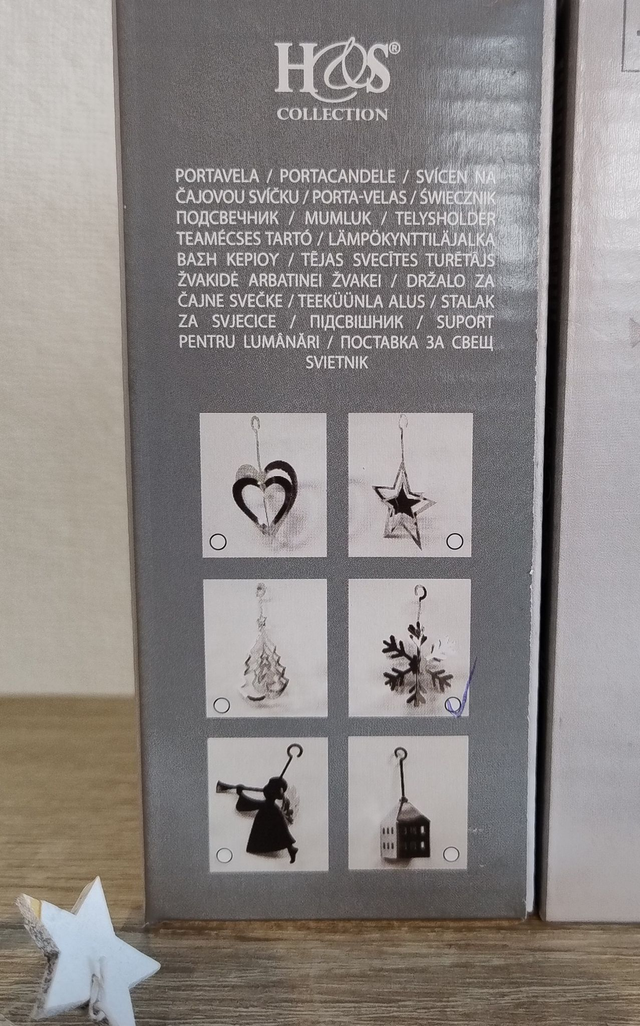 H&S®
COLLECTION
PORTAVELA / PORTACANDELE / SVÍCEN NA
ČAJOVOU SVÍČKU / PORTA-VELAS / ŚWIECZNIK
ПОДСВЕЧНИК / MUMLUK / TELYSHOLDER
TEAMÉCSES TARTÓ / LÄMPÖKYNTTILÄJALKA
ΒΑΣΗ ΚΕΡΙΟΥ / TĒJAS SVECĪTES TURĒTĀJS
ŽVAKIDĖ ARBATINEI ŽVAKEI / DRŽALO ZA
ČAJNE SVEČKE / TEEKÜÜNLA ALUS / STALAK
ZA SVJECICE / ПІДСВІШНИК / SUPORT
PENTRU LUMÂNĂRI / ПОСТАВКА ЗА СВЕЩ
SVIETNIK